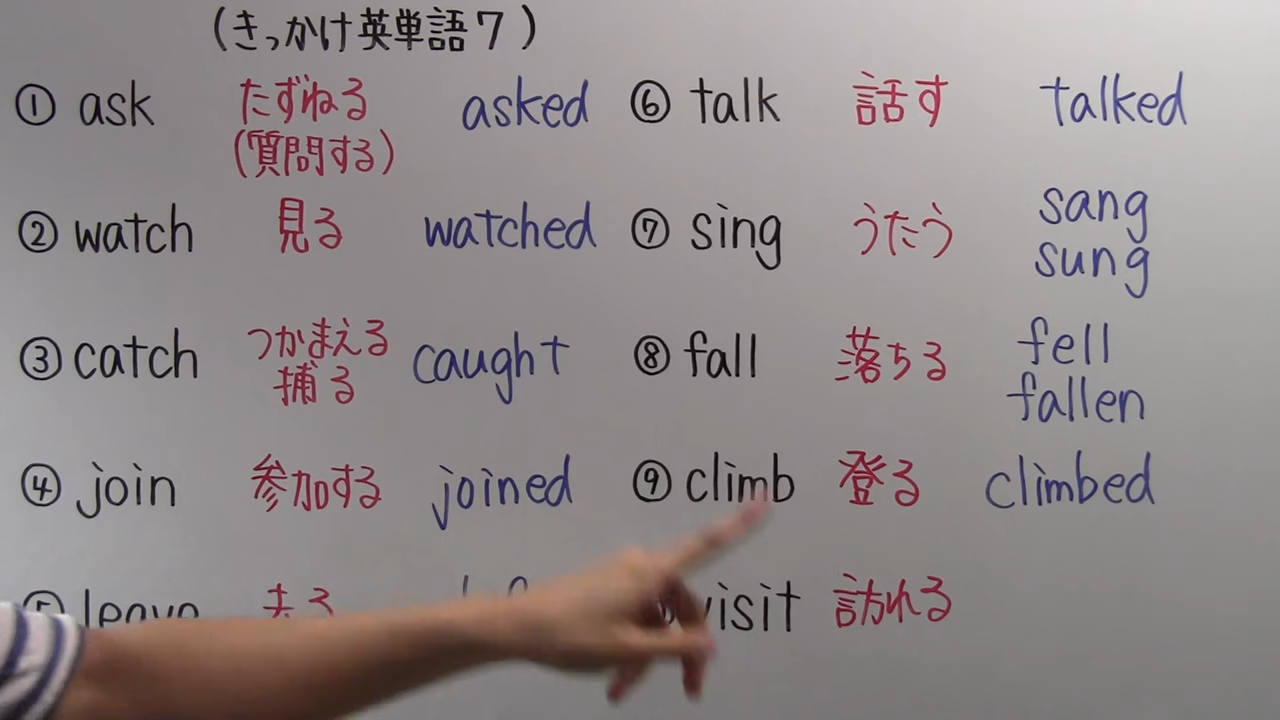 (きっかけ英単語7)
① ask たずねる asked
(質問する)
② watch 見る watched
③ catch つかまえる caught
捕る
④ join 参加する joined
leave 去る
⑥ talk 話す talked
⑦ sing うたう sang
sung
⑧ fall 落ちる fell
fallen
⑨ climb 登る climbed
visit 訪れる